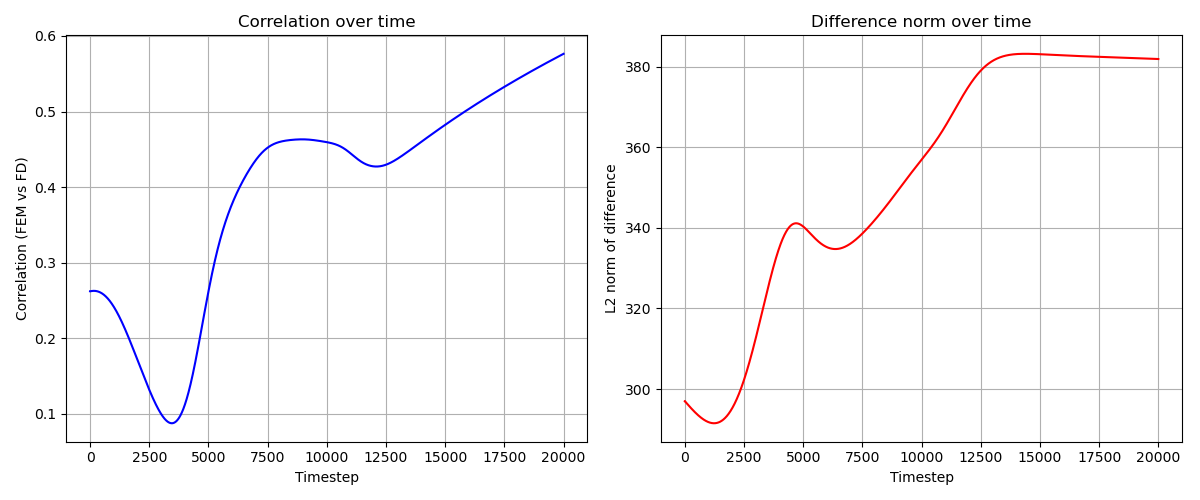 Correlation over time
Correlation (FEM vs FD)
0.6
0.5
0.4
0.3
0.2
0.1
0 2500 5000 7500 10000 12500 15000 17500 20000
Timestep
Difference norm over time
L2 norm of difference
380
360
340
320
300
0 2500 5000 7500 10000 12500 15000 17500 20000
Timestep